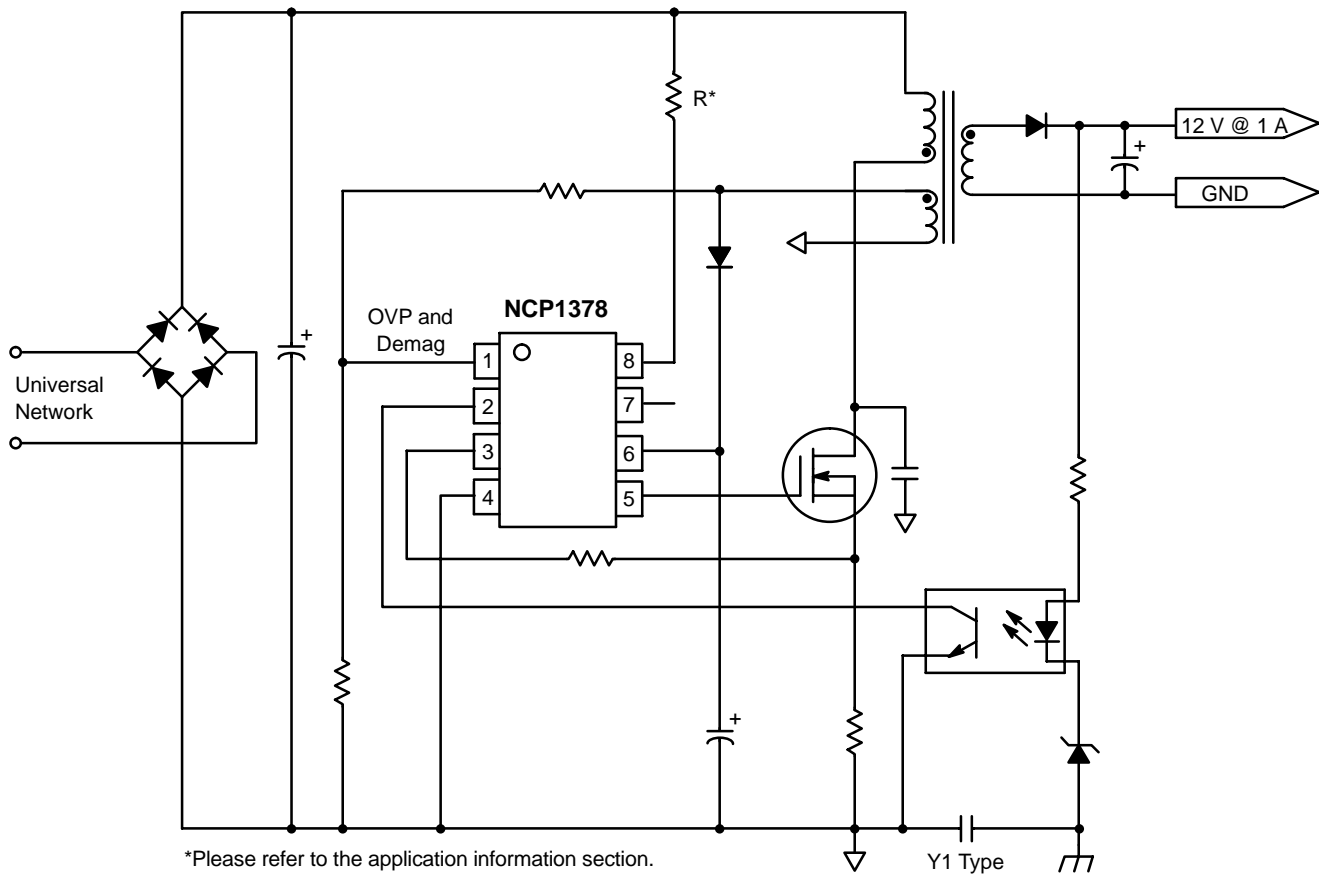 R*
+
12 V @ 1 A
+
GND
NCP1378
OVP and
Demag
+
1
8
Universal
Network
2
7
3
6
4
5
+
*Please refer to the application information section.
Y1 Type